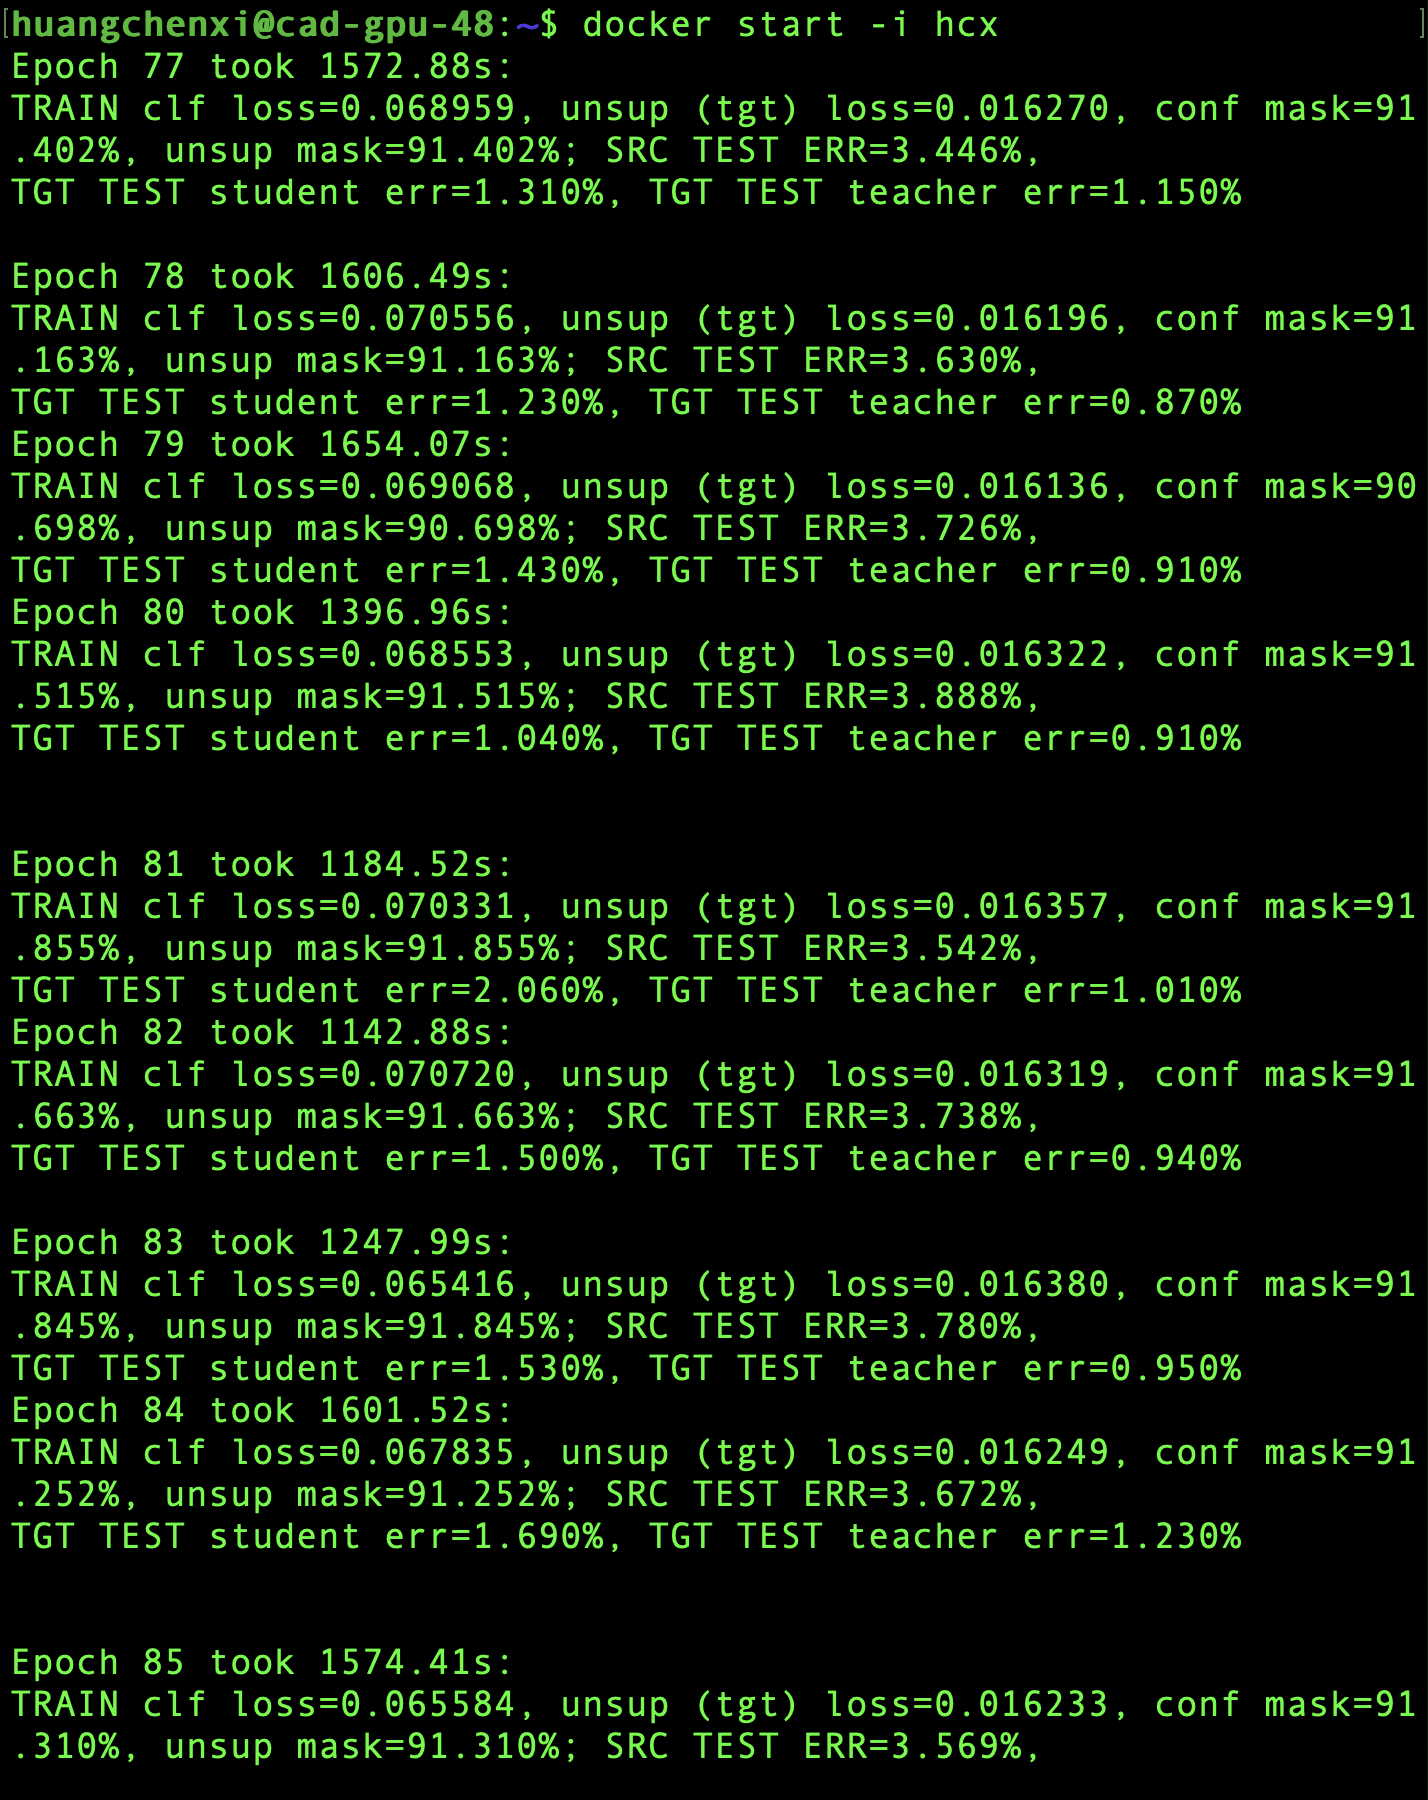 [huangchenxi@cad-gpu-48:~$ docker start -i hcx ]
Epoch 77 took 1572.88s:
TRAIN clf loss=0.068959, unsup (tgt) loss=0.016270, conf mask=91
.402%, unsup mask=91.402%; SRC TEST ERR=3.446%,
TGT TEST student err=1.310%, TGT TEST teacher err=1.150%
Epoch 78 took 1606.49s:
TRAIN clf loss=0.070556, unsup (tgt) loss=0.016196, conf mask=91
.163%, unsup mask=91.163%; SRC TEST ERR=3.630%,
TGT TEST student err=1.230%, TGT TEST teacher err=0.870%
Epoch 79 took 1654.07s:
TRAIN clf loss=0.069068, unsup (tgt) loss=0.016136, conf mask=90
.698%, unsup mask=90.698%; SRC TEST ERR=3.726%,
TGT TEST student err=1.430%, TGT TEST teacher err=0.910%
Epoch 80 took 1396.96s:
TRAIN clf loss=0.068553, unsup (tgt) loss=0.016322, conf mask=91
.515%, unsup mask=91.515%; SRC TEST ERR=3.888%,
TGT TEST student err=1.040%, TGT TEST teacher err=0.910%
Epoch 81 took 1184.52s:
TRAIN clf loss=0.070331, unsup (tgt) loss=0.016357, conf mask=91
.855%, unsup mask=91.855%; SRC TEST ERR=3.542%,
TGT TEST student err=2.060%, TGT TEST teacher err=1.010%
Epoch 82 took 1142.88s:
TRAIN clf loss=0.070720, unsup (tgt) loss=0.016319, conf mask=91
.663%, unsup mask=91.663%; SRC TEST ERR=3.738%,
TGT TEST student err=1.500%, TGT TEST teacher err=0.940%
Epoch 83 took 1247.99s:
TRAIN clf loss=0.065416, unsup (tgt) loss=0.016380, conf mask=91
.845%, unsup mask=91.845%; SRC TEST ERR=3.780%,
TGT TEST student err=1.530%, TGT TEST teacher err=0.950%
Epoch 84 took 1601.52s:
TRAIN clf loss=0.067835, unsup (tgt) loss=0.016249, conf mask=91
.252%, unsup mask=91.252%; SRC TEST ERR=3.672%,
TGT TEST student err=1.690%, TGT TEST teacher err=1.230%
Epoch 85 took 1574.41s:
TRAIN clf loss=0.065584, unsup (tgt) loss=0.016233, conf mask=91
.310%, unsup mask=91.310%; SRC TEST ERR=3.569%,